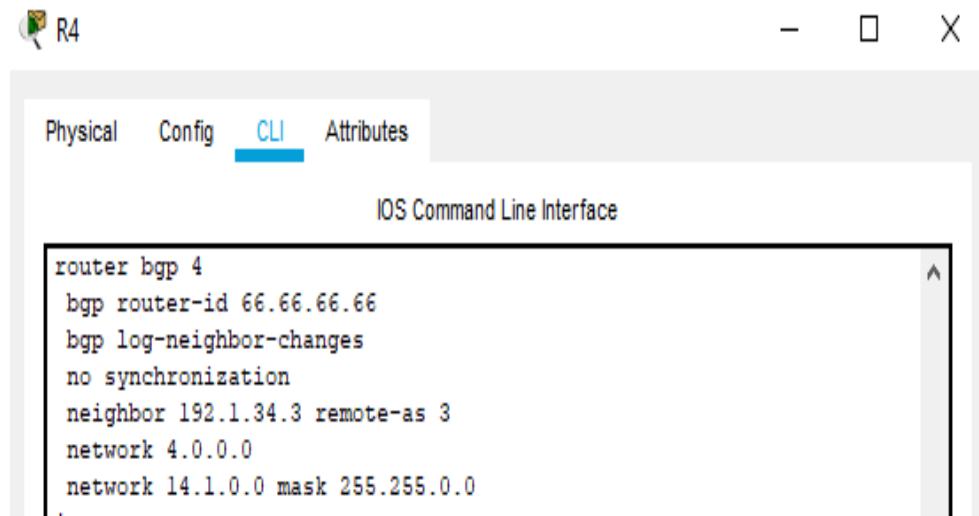 R4
Physical Config CLI Attributes
IOS Command Line Interface
router bgp 4
bgp router-id 66.66.66.66
bgp log-neighbor-changes
no synchronization
neighbor 192.1.34.3 remote-as 3
network 4.0.0.0
network 14.1.0.0 mask 255.255.0.0